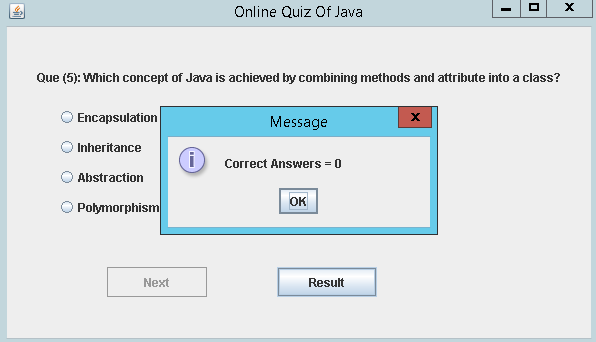 Online Quiz Of Java
Que (5): Which concept of Java is achieved by combining methods and attribute into a class?
Encapsulation
Inheritance
Abstraction
Polymorphism
Message
x
i
Correct Answers = 0
OK
Next
Result